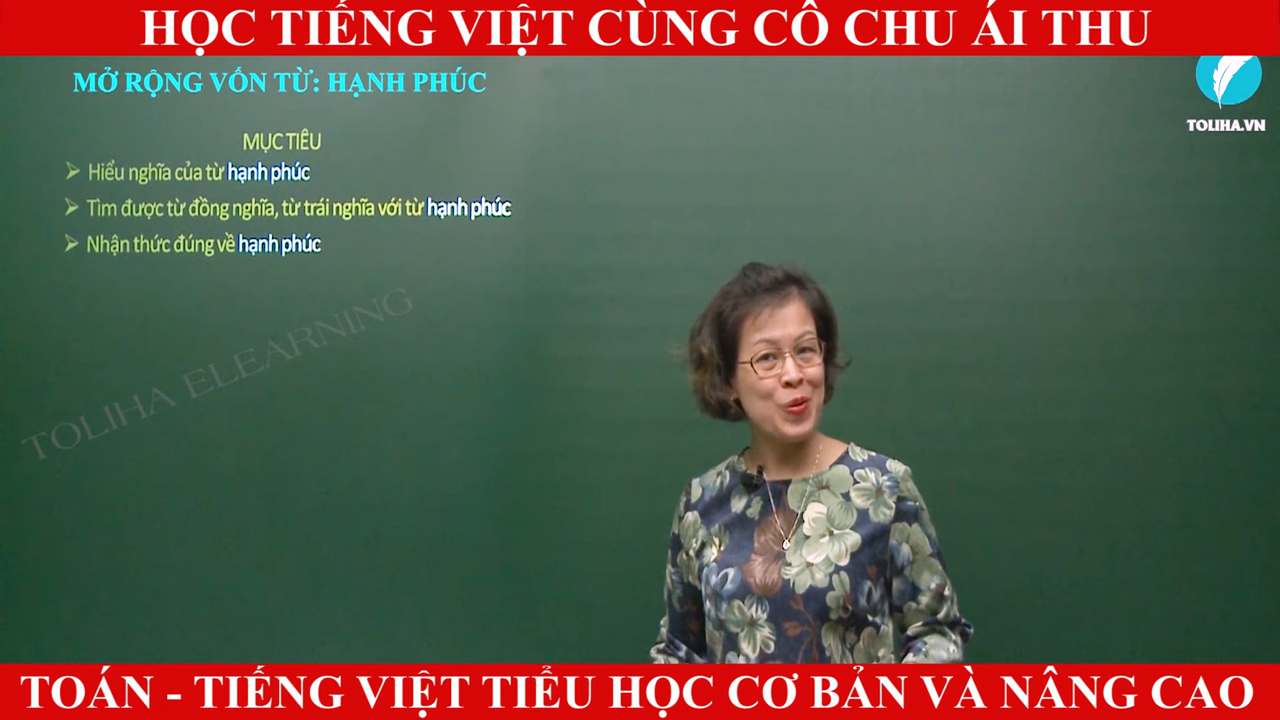 HỌC TIẾNG VIỆT CÙNG CÔ CHU ÁI THU
MỞ RỘNG VỐN TỪ: HẠNH PHÚC
TOLIHA.VN
MỤC TIÊU
Hiểu nghĩa của từ hạnh phúc
Tìm được từ đồng nghĩa, từ trái nghĩa với từ hạnh phúc
Nhận thức đúng về hạnh phúc
TOLIHA ELEARNING
TOÁN - TIẾNG VIỆT TIỂU HỌC CƠ BẢN VÀ NÂNG CAO